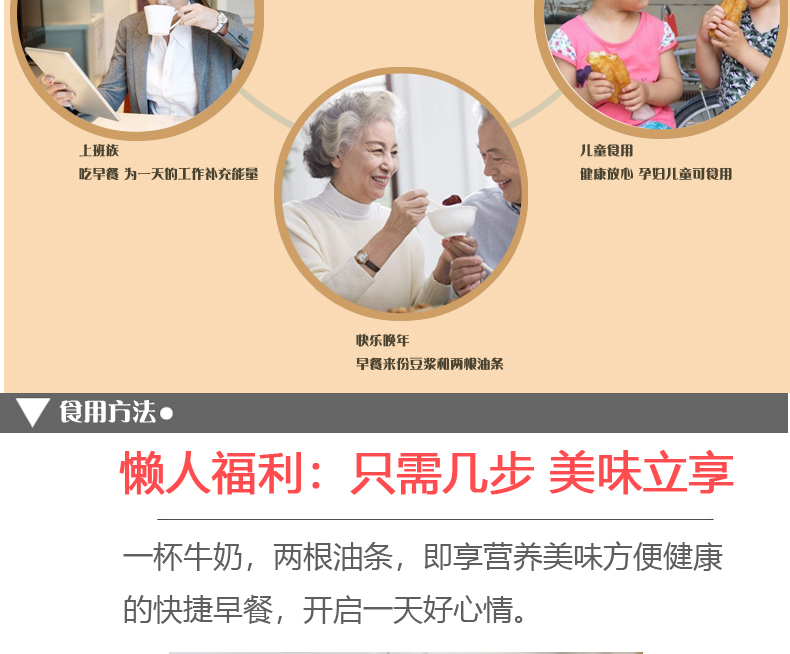 上班族
吃早餐 为一天的工作补充能量
儿童食用
健康放心 孕妇儿童可食用
快乐晚年
早餐来份豆浆和两根油条
食用方法
懒人福利：只需几步 美味立享
一杯牛奶，两根油条，即享营养美味方便健康
的快捷早餐，开启一天好心情。